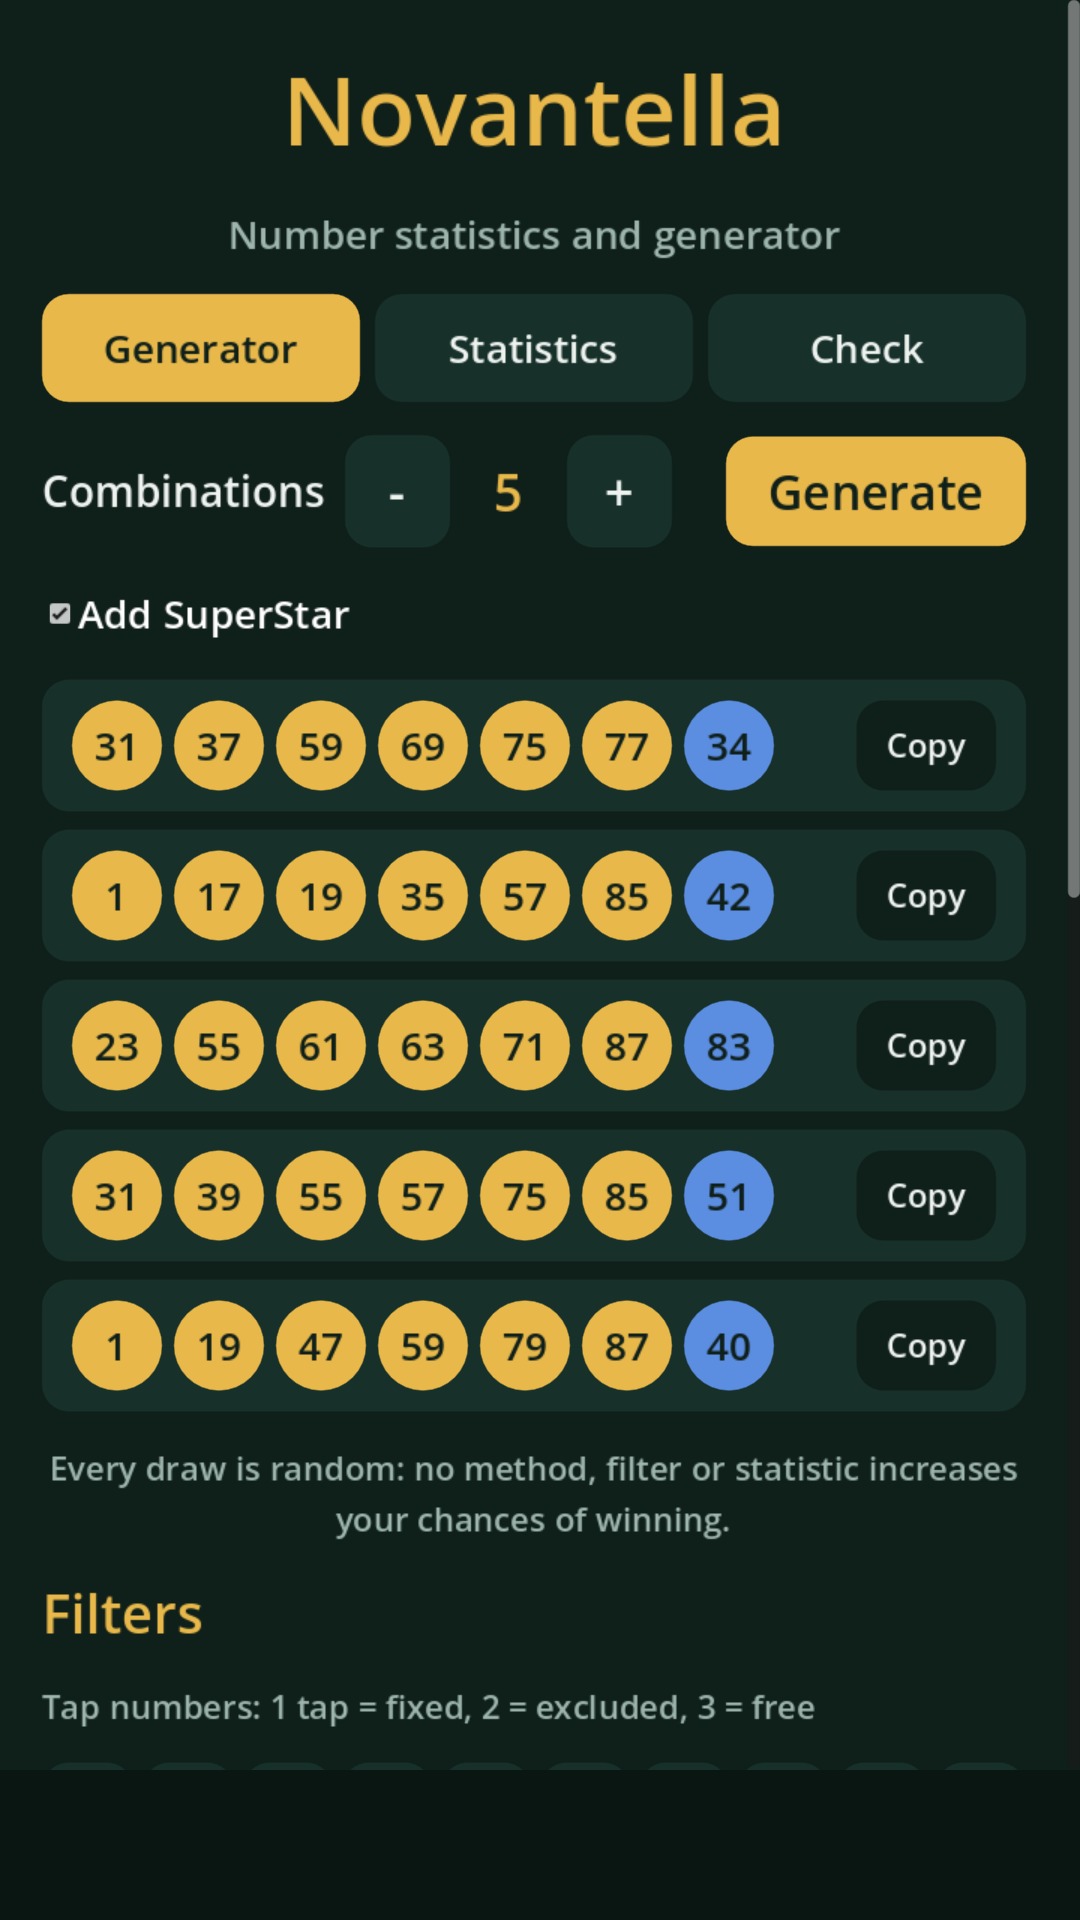 Novantella
Number statistics and generator
Generator Statistics Check
Combinations - 5 + Generate
Add SuperStar
31 37 59 69 75 77 34 Copy
1 17 19 35 57 85 42 Copy
23 55 61 63 71 87 83 Copy
31 39 55 57 75 85 51 Copy
1 19 47 59 79 87 40 Copy
Every draw is random: no method, filter or statistic increases
your chances of winning.
Filters
Tap numbers: 1 tap = fixed, 2 = excluded, 3 = free